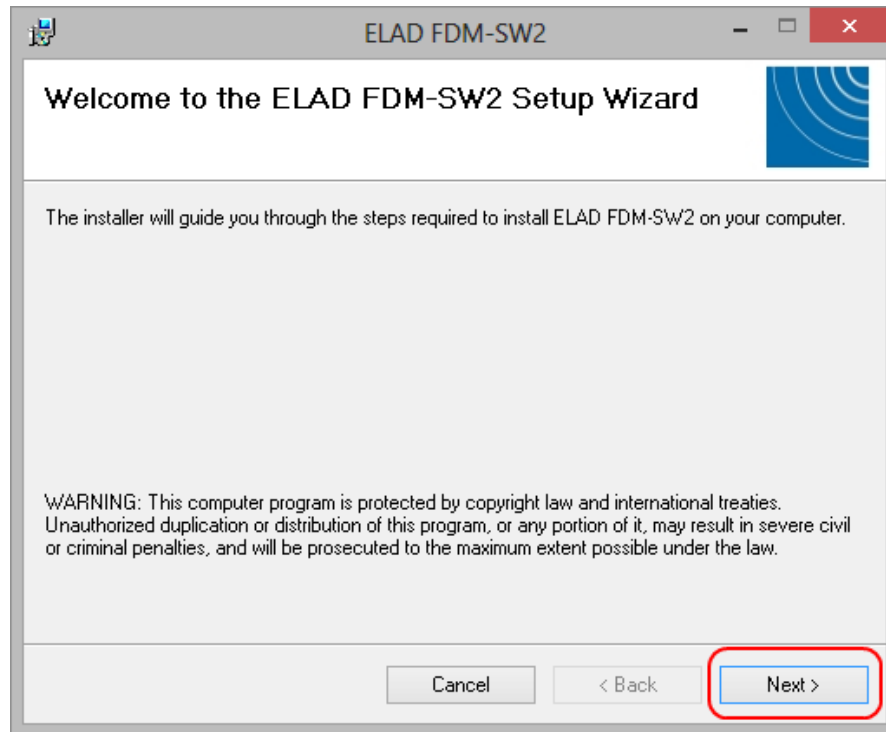 ELAD FDM-SW2
Welcome to the ELAD FDM-SW2 Setup Wizard
The installer will guide you through the steps required to install ELAD FDM-SW2 on your computer.
WARNING: This computer program is protected by copyright law and international treaties.
Unauthorized duplication or distribution of this program, or any portion of it, may result in severe civil
or criminal penalties, and will be prosecuted to the maximum extent possible under the law.
Cancel
< Back
Next >